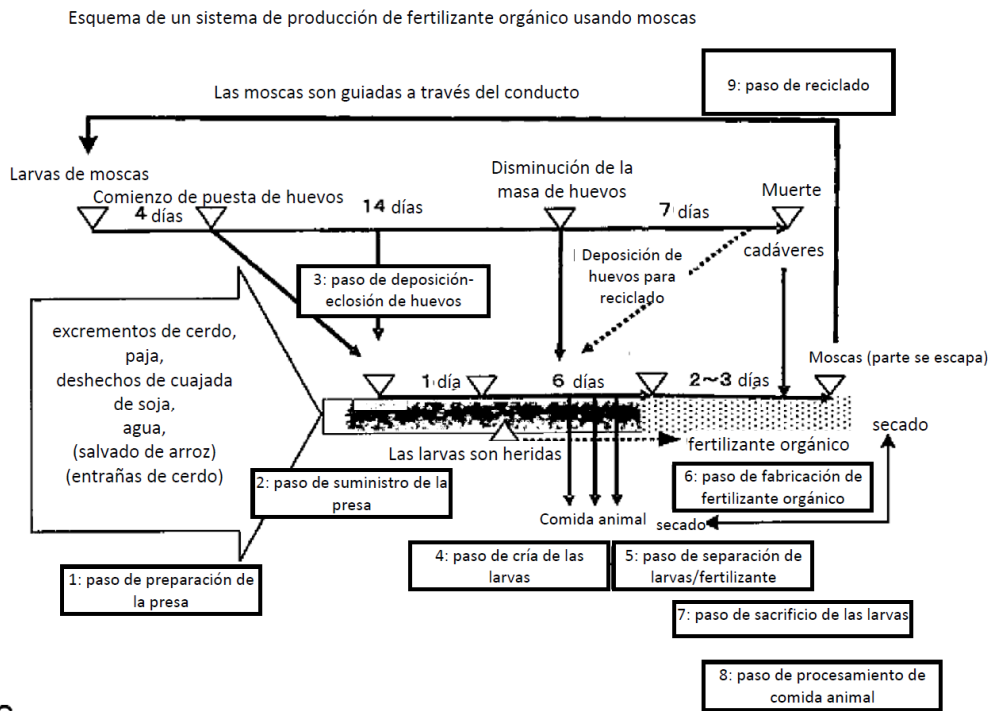 Esquema de un sistema de producción de fertilizante orgánico usando moscas
9: paso de reciclado
Las moscas son guiadas a través del conducto
Larvas de moscas
Comienzo de puesta de huevos
Disminución de la
masa de huevos
Muerte
4 días
14 días
7 días
cadáveres
3: paso de deposición-
eclosión de huevos
Deposición de
huevos para
reciclado
excrementos de cerdo,
paja,
deshechos de cuajada
de soja,
agua,
(salvado de arroz)
(entrañas de cerdo)
Moscas (parte se escapa)
1 día
6 días
2~3 días
secado
Las larvas son heridas
fertilizante orgánico
2: paso de suministro de la
presa
6: paso de fabricación de
fertilizante orgánico
Comida animal
secado
4: paso de cría de las
larvas
5: paso de separación de
larvas/fertilizante
1: paso de preparación de
la presa
7: paso de sacrificio de las larvas
8: paso de procesamiento de
comida animal